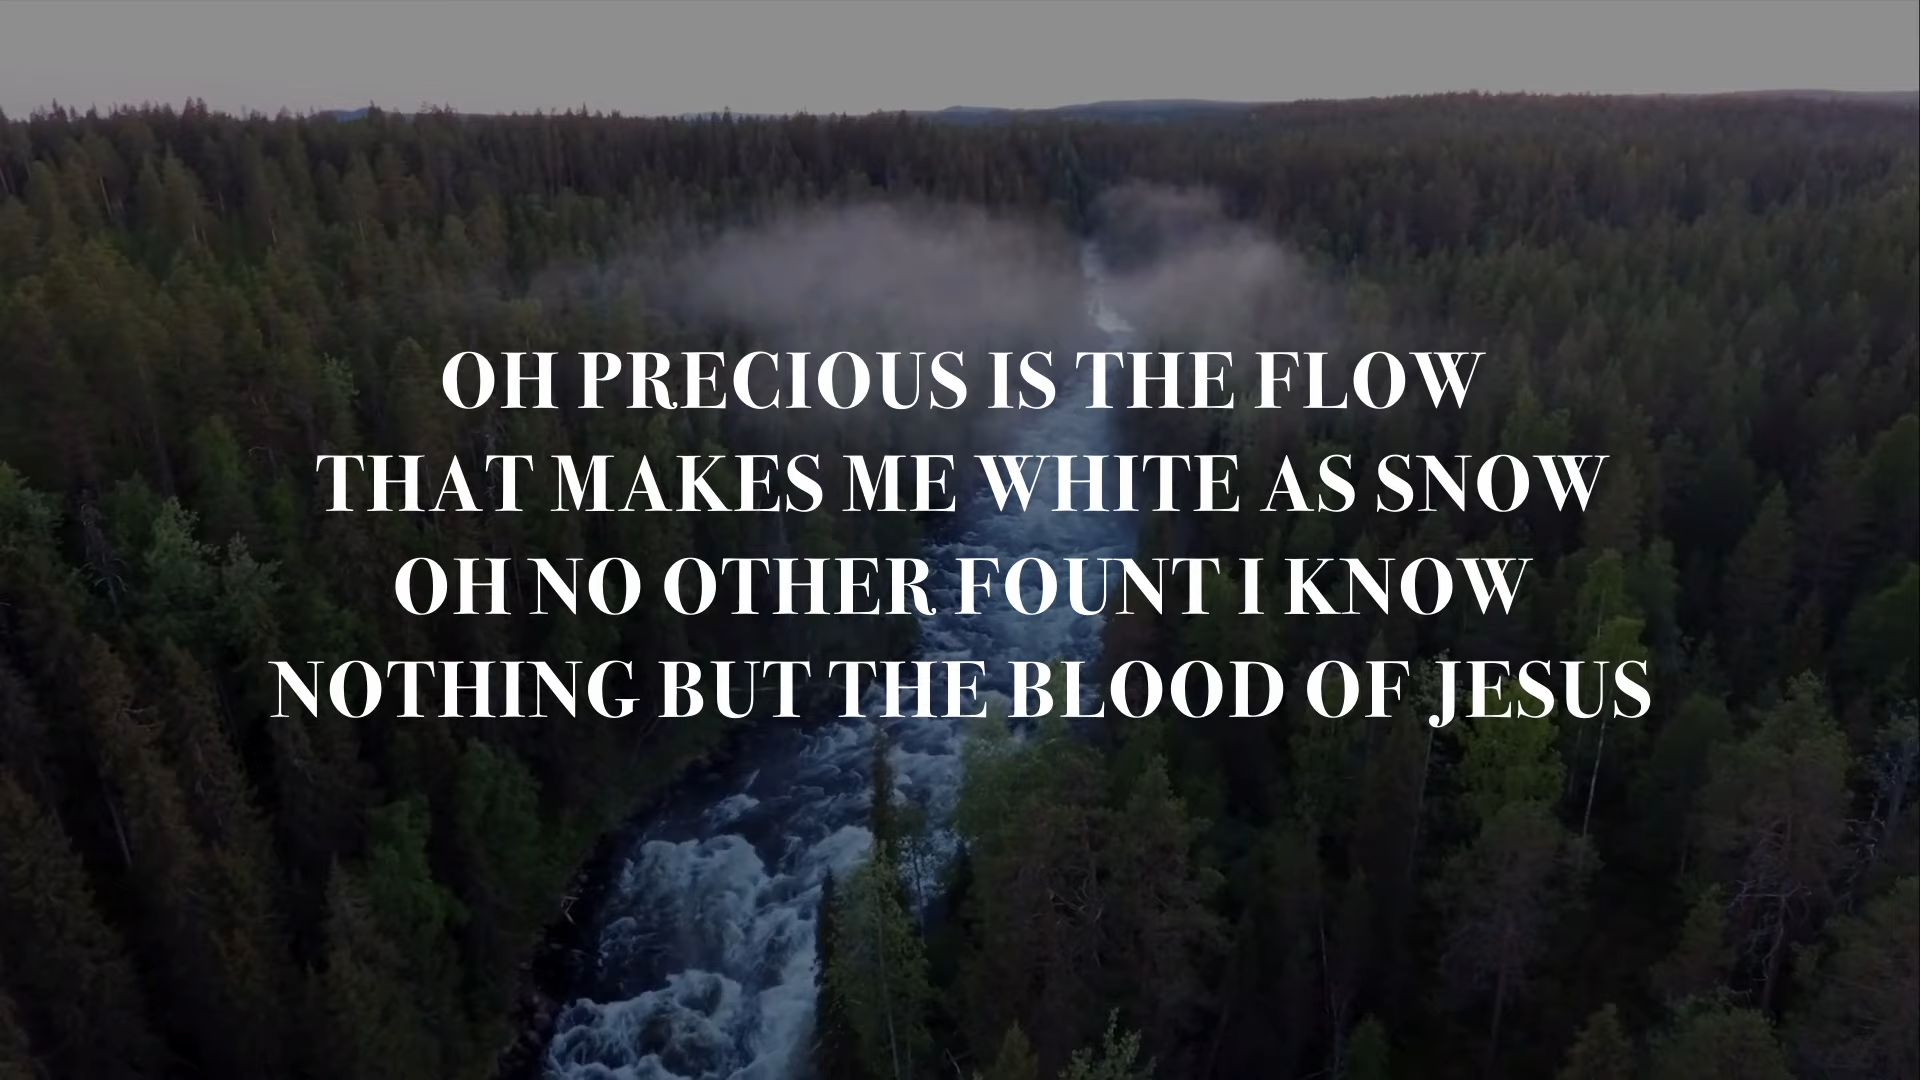 OH PRECIOUS IS THE FLOW
THAT MAKES ME WHITE AS SNOW
OH NO OTHER FOUNT I KNOW
NOTHING BUT THE BLOOD OF JESUS